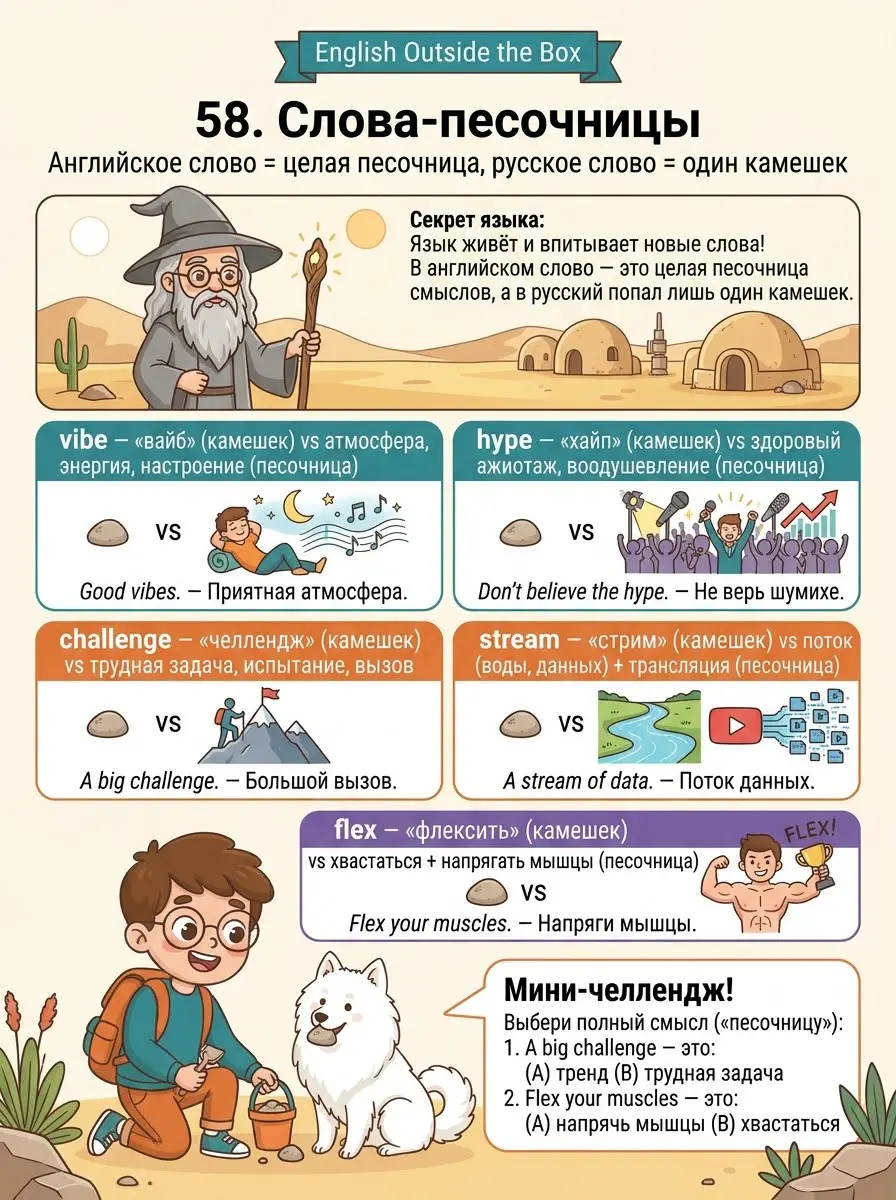 English Outside the Box
58. Слова-песочницы
Английское слово = целая песочница, русское слово = один камешек
Секрет языка:
Язык живёт и впитывает новые слова!
В английском слово — это целая песочница
смыслов, а в русский попал лишь один камешек.
vibe — «вайб» (камешек) vs атмосфера,
энергия, настроение (песочница)
VS
Good vibes. — Приятная атмосфера.
hype — «хайп» (камешек) vs здоровый
ажиотаж, воодушевление (песочница)
VS
Don't believe the hype. — Не верь шумихе.
challenge — «челлендж» (камешек)
vs трудная задача, испытание, вызов
VS
A big challenge. — Большой вызов.
stream — «стрим» (камешек) vs поток
(воды, данных) + трансляция (песочница)
VS
A stream of data. — Поток данных.
flex — «флексить» (камешек)
vs хвастаться + напрягать мышцы (песочница)
VS
FLEX!
Flex your muscles. — Напряги мышцы.
Мини-челлендж!
Выбери полный смысл («песочницу»):
1. A big challenge — это:
(A) тренд (B) трудная задача
2. Flex your muscles — это:
(A) напрячь мышцы (B) хвастаться